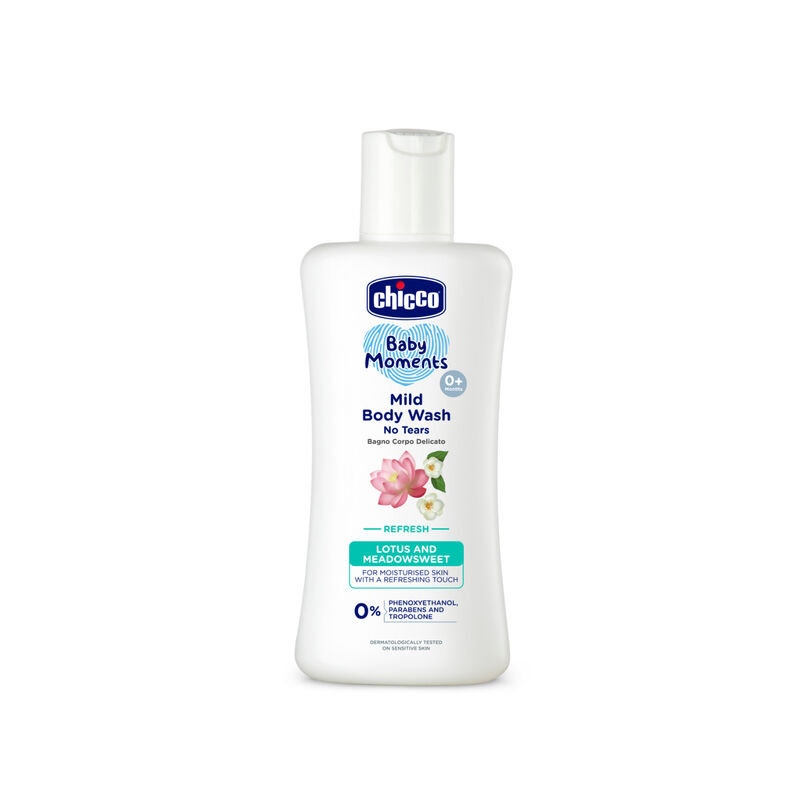 chicco
Baby
Moments
0+
Months
Mild
Body Wash
No Tears
Bagno Corpo Delicato
REFRESH
LOTUS AND
MEADOWSWEET
FOR MOISTURISED SKIN
WITH A REFRESHING TOUCH
0%
PHENOXYETHANOL,
PARABENS AND
TROPOLONE
DERMATOLOGICALLY TESTED
ON SENSITIVE SKIN